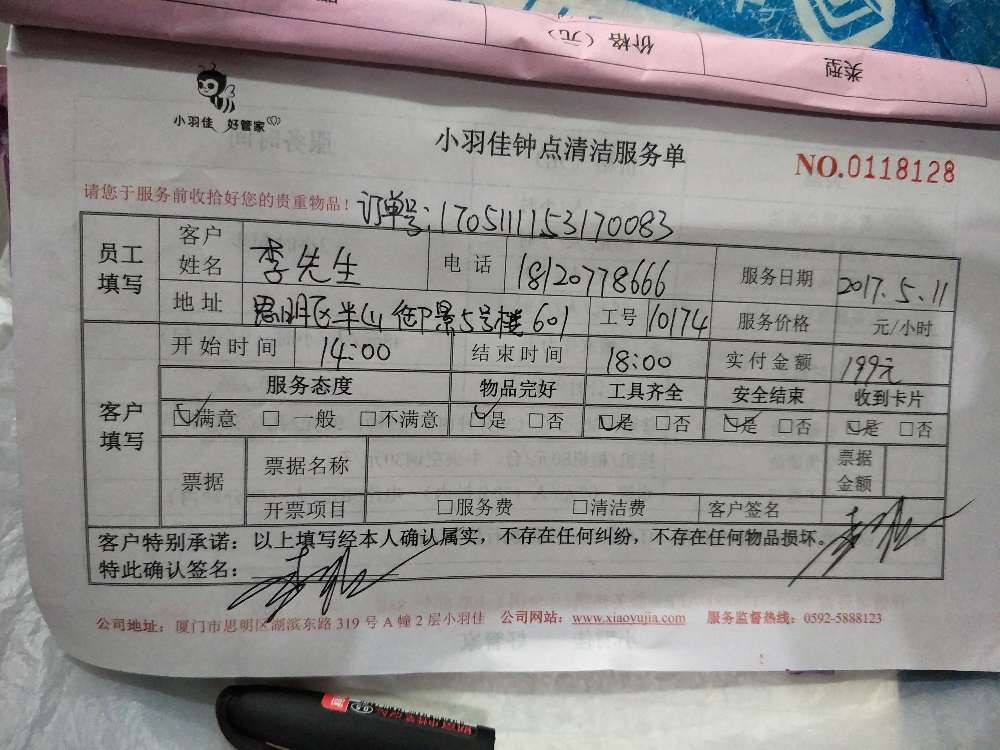 价格（元）
类型
小羽佳 好管家
小羽佳钟点清洁服务单
NO.0118128
请您于服务前收拾好您的贵重物品！
订单号:170511153170083
员工填写 客户姓名 李先生 电话 18120778666 服务日期 2017.5.11
地址 思明区半山御景5号楼601 工号 10174 服务价格 元/小时
客户填写 开始时间 14:00 结束时间 18:00 实付金额 199元
服务态度 物品完好 工具齐全 安全结束 收到卡片
☑满意 □一般 □不满意 ☑是 □否 ☑是 □否 ☑是 □否 ☑是 □否
票据 票据名称 票据金额
开票项目 □服务费 □清洁费 客户签名
客户特别承诺：以上填写经本人确认属实，不存在任何纠纷，不存在任何物品损坏。
特此确认签名：
公司地址：厦门市思明区湖滨东路 319 号 A 幢 2 层小羽佳 公司网站：www.xiaoyujia.com 服务监督热线：0592-5888123